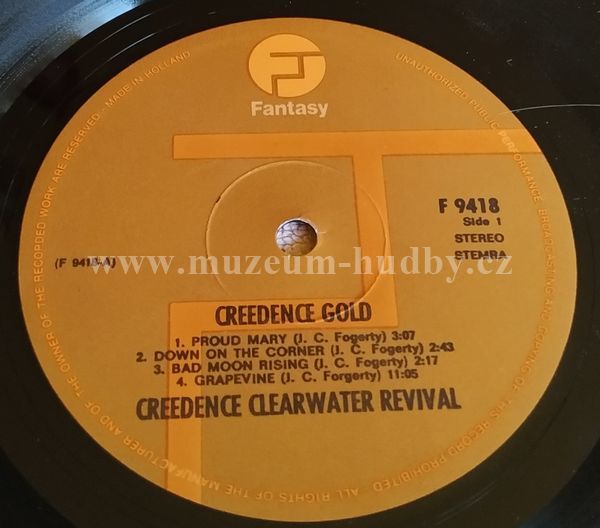 Fantasy
MADE IN HOLLAND
ALL RIGHTS OF THE MANUFACTURER AND OF THE OWNER OF THE RECORDED WORK ARE RESERVED -
UNAUTHORIZED PUBLIC PERFORMANCE, BROADCASTING AND COPYING OF THIS RECORD PROHIBITED -
F 9418
Side 1
STEREO
STEMRA
(F 9418-A)
www.muzeum-hudby.cz
CREEDENCE GOLD
1. PROUD MARY (J. C. Fogerty) 3:07
2. DOWN ON THE CORNER (J. C. Fogerty) 2:43
3. BAD MOON RISING (J. C. Fogerty) 2:17
4. GRAPEVINE (J. C. Forgerty) 11:05
CREEDENCE CLEARWATER REVIVAL